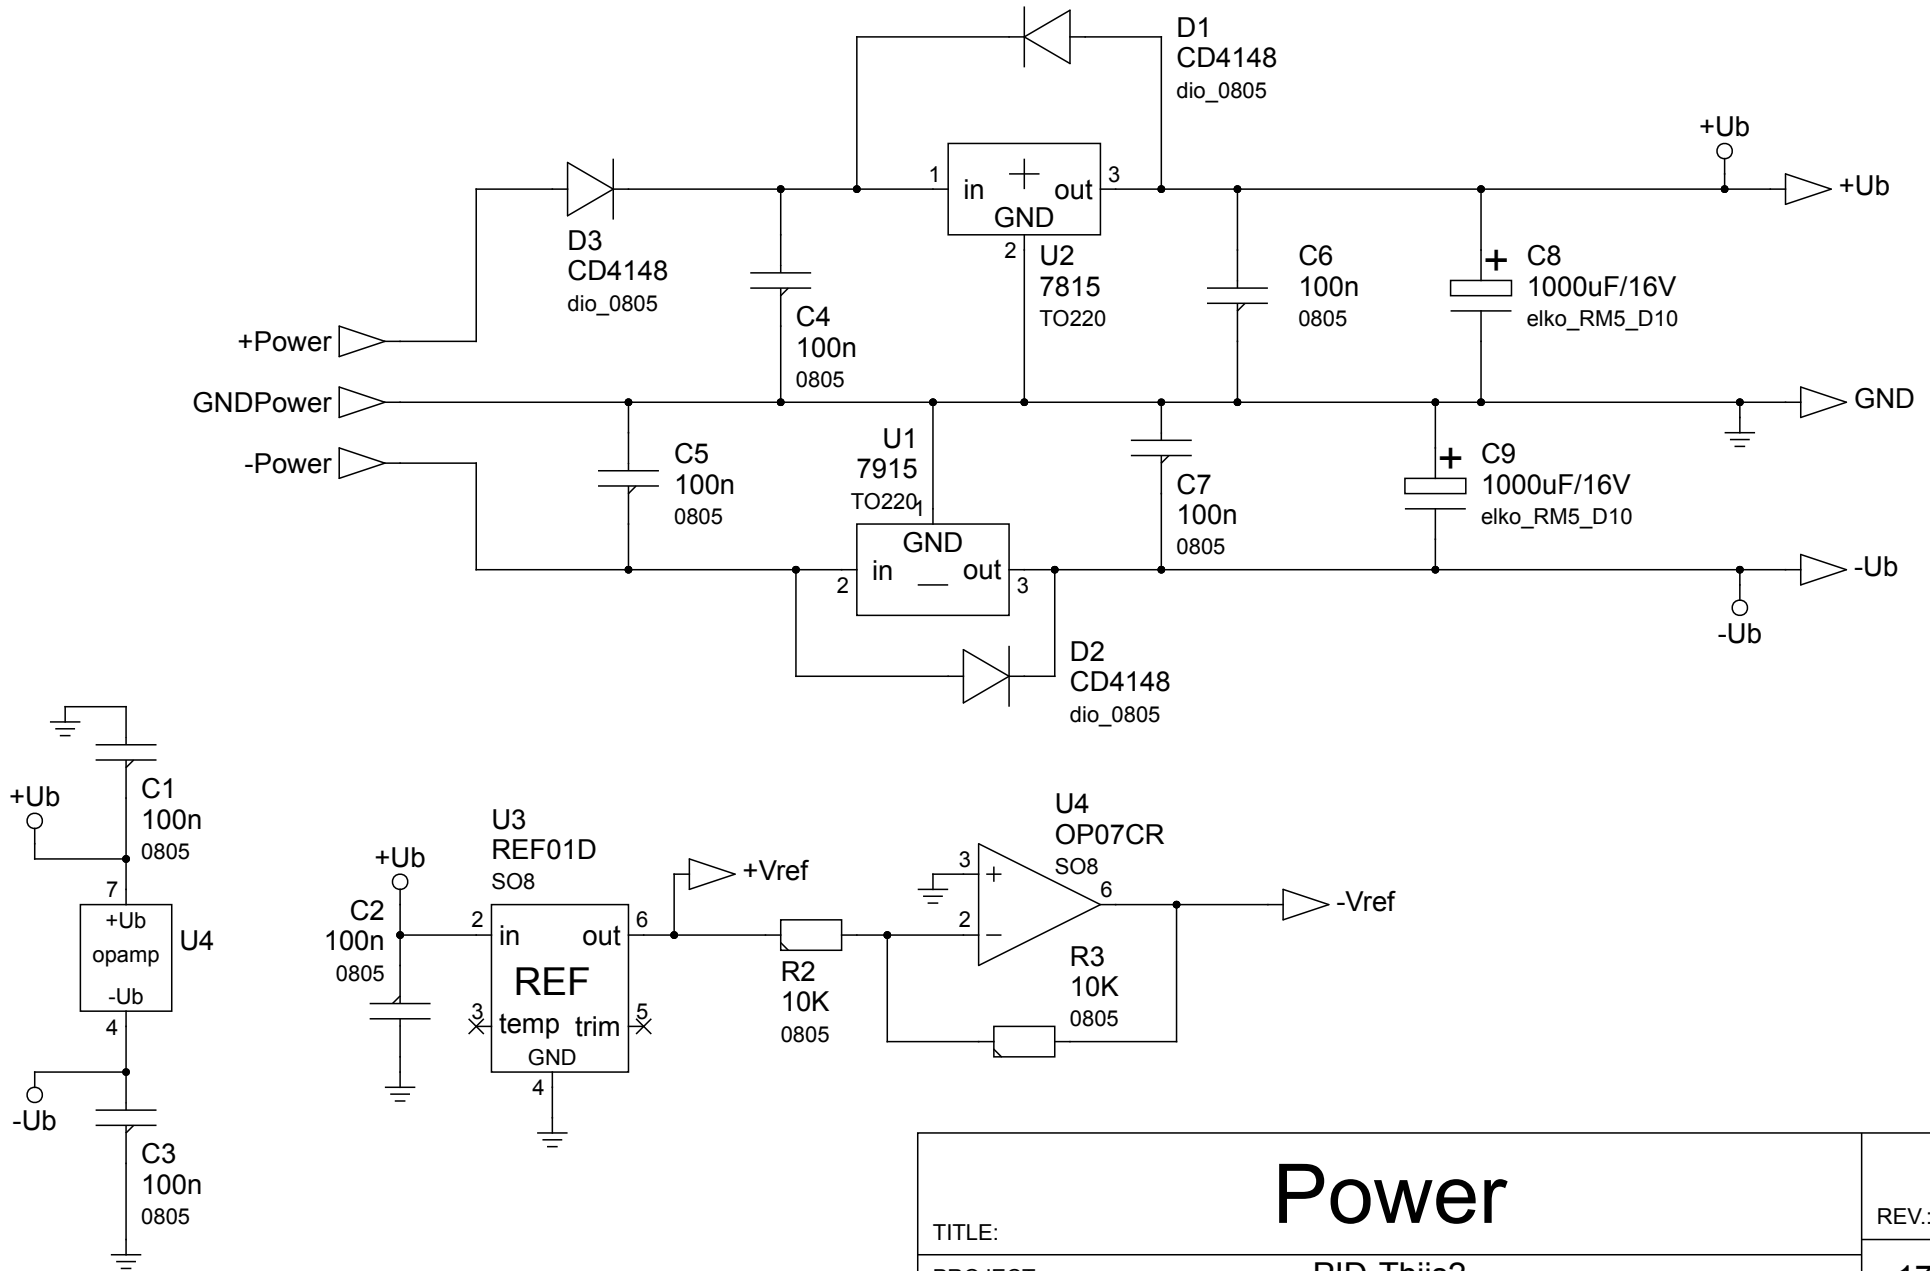 D1
CD4148
dio_0805
+Ub
+Ub
1
in
+
out
3
GND
2
D3
CD4148
dio_0805
U2
7815
TO220
C6
100n
0805
+
C8
1000uF/16V
elko_RM5_D10
C4
100n
0805
+Power
GNDPower
-Power
GND
C5
100n
0805
U1
7915
TO220
1
GND
in
out
2
3
C7
100n
0805
+
C9
1000uF/16V
elko_RM5_D10
-Ub
-Ub
D2
CD4148
dio_0805
C1
100n
0805
+Ub
7
+Ub
opamp
-Ub
U4
4
-Ub
C3
100n
0805
U3
REF01D
SO8
+Ub
C2
100n
0805
2
in
out
6
REF
3
temp
trim
5
GND
4
+Vref
R2
10K
0805
U4
OP07CR
SO8
3
+
2
−
6
-Vref
R3
10K
0805
Power
TITLE:
REV.: